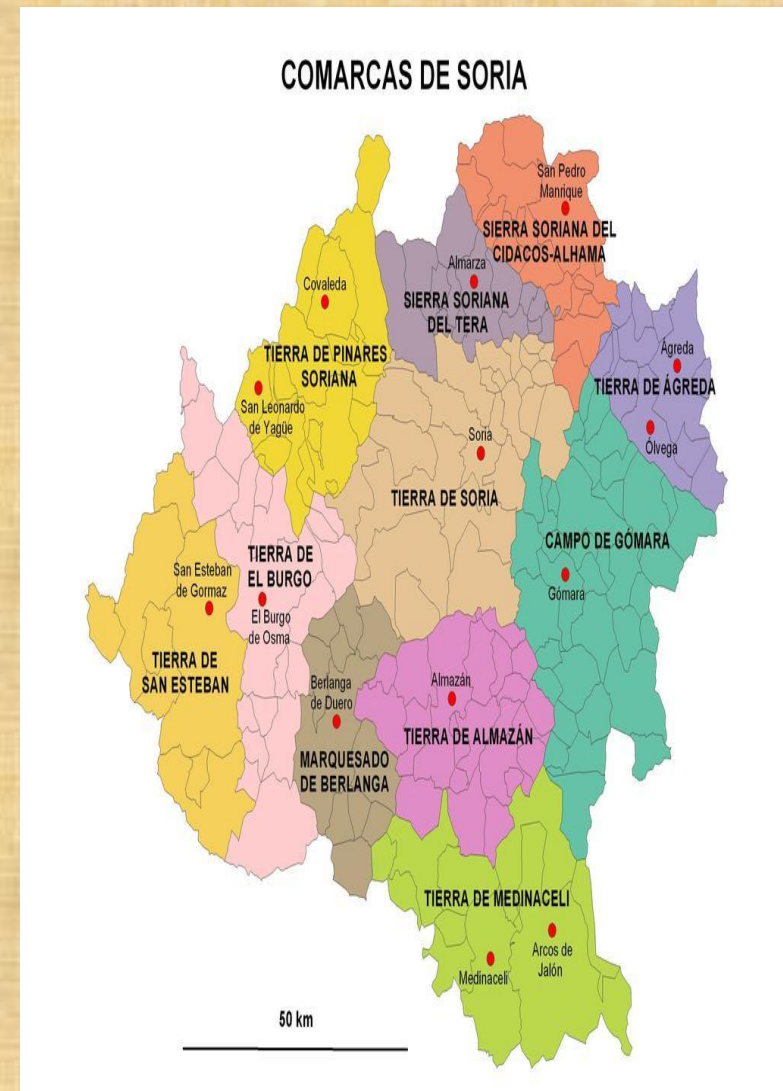 COMARCAS DE SORIA
San Pedro
Manrique
SIERRA SORIANA DEL
CIDACOS-ALHAMA
Almarza
SIERRA SORIANA
DEL TERA
Covaleda
TIERRA DE PINARES
SORIANA
San Leonardo
de Yagüe
Ágreda
TIERRA DE ÁGREDA
Ólvega
Soria
TIERRA DE SORIA
CAMPO DE GÓMARA
Gómara
TIERRA DE
EL BURGO
El Burgo
de Osma
San Esteban
de Gormaz
TIERRA DE
SAN ESTEBAN
Berlanga
de Duero
MARQUESADO
DE BERLANGA
Almazán
TIERRA DE ALMAZÁN
TIERRA DE MEDINACELI
Medinaceli
Arcos de
Jalón
50 km